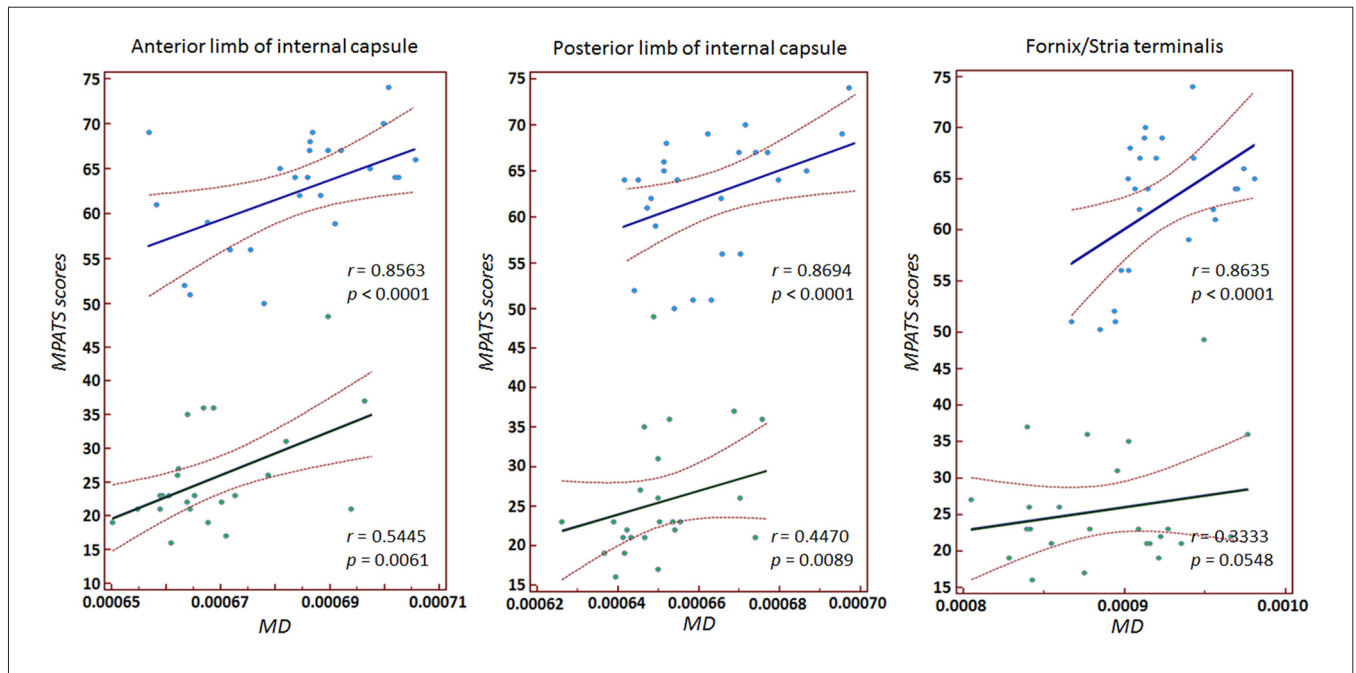 Anterior limb of internal capsule
MPATS scores
75
70
65
60
55
50
45
40
35
30
25
20
15
10
r = 0.8563
p < 0.0001
r = 0.5445
p = 0.0061
0.00065 0.00067 0.00069 0.00071
MD
Posterior limb of internal capsule
MPATS scores
75
70
65
60
55
50
45
40
35
30
25
20
15
r = 0.8694
p < 0.0001
r = 0.4470
p = 0.0089
0.00062 0.00064 0.00066 0.00068 0.00070
MD
Fornix/Stria terminalis
MPATS scores
75
70
65
60
55
50
45
40
35
30
25
20
15
r = 0.8635
p < 0.0001
r = 0.3333
p = 0.0548
0.0008 0.0009 0.0010
MD